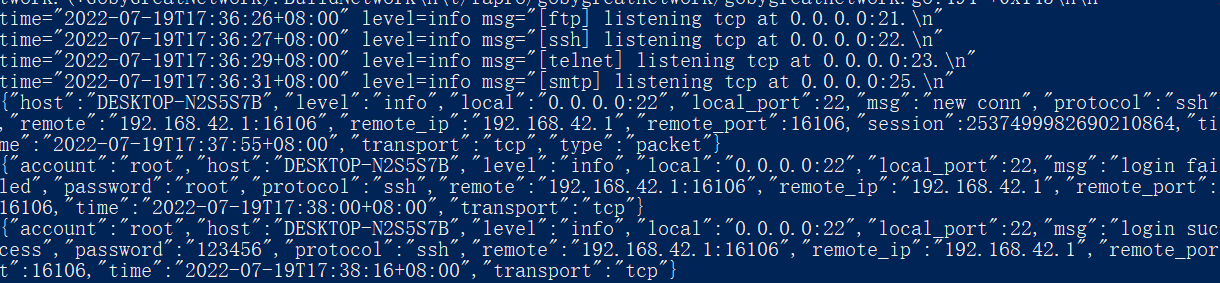 time="2022-07-19T17:36:26+08:00" level=info msg="[ftp] listening tcp at 0.0.0.0:21.\n"
time="2022-07-19T17:36:27+08:00" level=info msg="[ssh] listening tcp at 0.0.0.0:22.\n"
time="2022-07-19T17:36:29+08:00" level=info msg="[telnet] listening tcp at 0.0.0.0:23.\n"
time="2022-07-19T17:36:31+08:00" level=info msg="[smtp] listening tcp at 0.0.0.0:25.\n"
{"host":"DESKTOP-N2S5S7B","level":"info","local":"0.0.0.0:22","local_port":22,"msg":"new conn","protocol":"ssh"
,"remote":"192.168.42.1:16106","remote_ip":"192.168.42.1","remote_port":16106,"session":2537499982690210864,"ti
me":"2022-07-19T17:37:55+08:00","transport":"tcp","type":"packet"}
{"account":"root","host":"DESKTOP-N2S5S7B","level":"info","local":"0.0.0.0:22","local_port":22,"msg":"login fai
led","password":"root","protocol":"ssh","remote":"192.168.42.1:16106","remote_ip":"192.168.42.1","remote_port":
16106,"time":"2022-07-19T17:38:00+08:00","transport":"tcp"}
{"account":"root","host":"DESKTOP-N2S5S7B","level":"info","local":"0.0.0.0:22","local_port":22,"msg":"login suc
cess","password":"123456","protocol":"ssh","remote":"192.168.42.1:16106","remote_ip":"192.168.42.1","remote_por
t":16106,"time":"2022-07-19T17:38:16+08:00","transport":"tcp"}